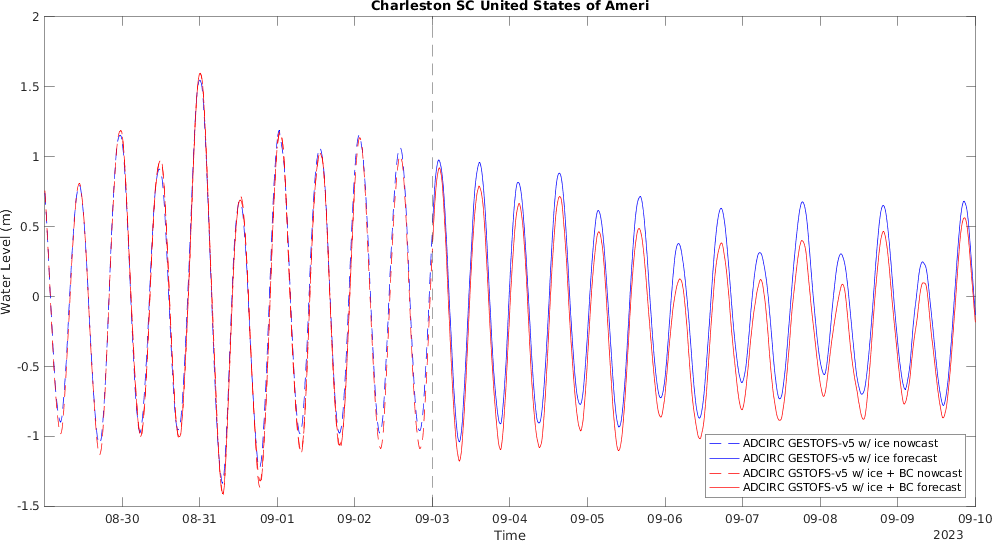 Charleston SC United States of Ameri
2
1.5
1
0.5
0
-0.5
-1
-1.5
Water Level (m)
08-30 08-31 09-01 09-02 09-03 09-04 09-05 09-06 09-07 09-08 09-09 09-10
Time
2023
ADCIRC GESTOFS-v5 w/ ice nowcast
ADCIRC GESTOFS-v5 w/ ice forecast
ADCIRC GSTOFS-v5 w/ ice + BC nowcast
ADCIRC GSTOFS-v5 w/ ice + BC forecast